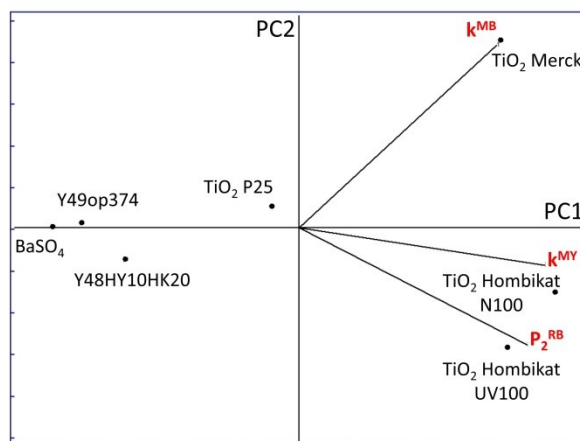 PC2
k^MB
TiO₂ Merck
TiO₂ P25
Y49op374
PC1
BaSO₄
k^MY
Y48HY10HK20
TiO₂ Hombikat
N100
P₂^RB
TiO₂ Hombikat
UV100